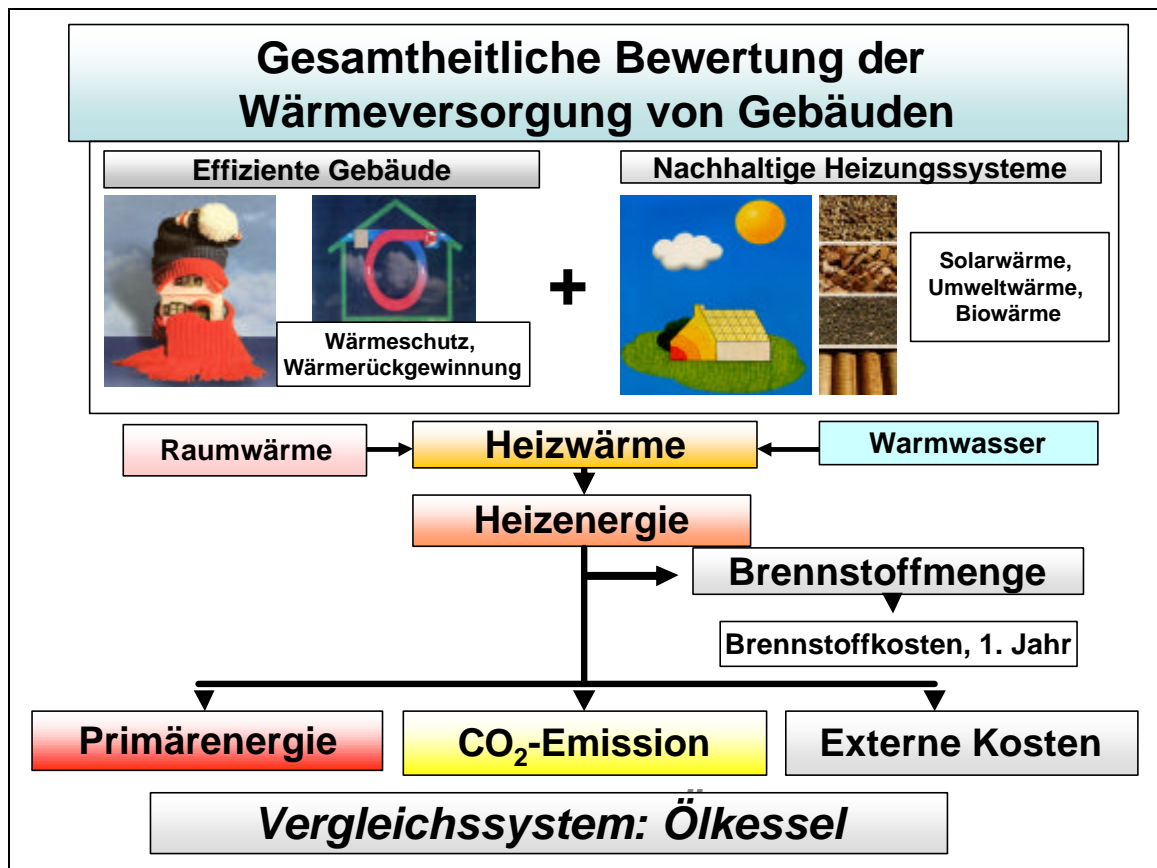 Gesamtheitliche Bewertung der
Wärmeversorgung von Gebäuden
Effiziente Gebäude
Nachhaltige Heizungssysteme
Wärmeschutz,
Wärmerückgewinnung
+
Solarwärme,
Umweltwärme,
Biowärme
Raumwärme
Heizwärme
Warmwasser
Heizenergie
Brennstoffmenge
Brennstoffkosten, 1. Jahr
Primärenergie
CO₂-Emission
Externe Kosten
Vergleichssystem: Ölkessel